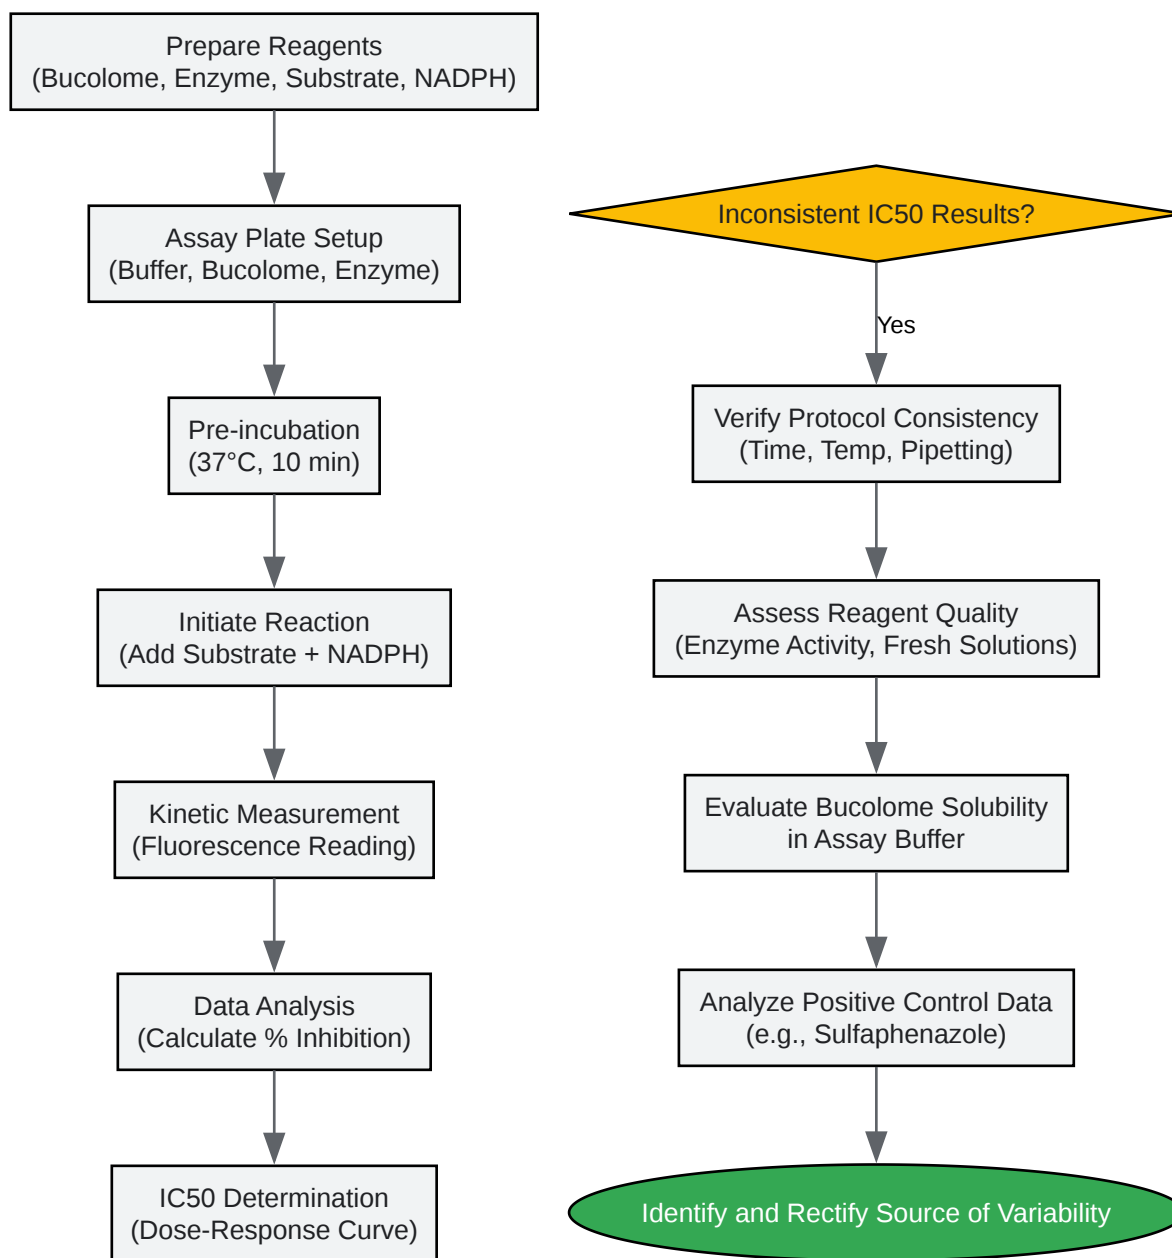 Prepare Reagents
(Bucolome, Enzyme, Substrate, NADPH)
Assay Plate Setup
(Buffer, Bucolome, Enzyme)
Pre-incubation
(37°C, 10 min)
Initiate Reaction
(Add Substrate + NADPH)
Kinetic Measurement
(Fluorescence Reading)
Data Analysis
(Calculate % Inhibition)
IC50 Determination
(Dose-Response Curve)
Inconsistent IC50 Results?
Yes
Verify Protocol Consistency
(Time, Temp, Pipetting)
Assess Reagent Quality
(Enzyme Activity, Fresh Solutions)
Evaluate Bucolome Solubility
in Assay Buffer
Analyze Positive Control Data
(e.g., Sulfaphenazole)
Identify and Rectify Source of Variability